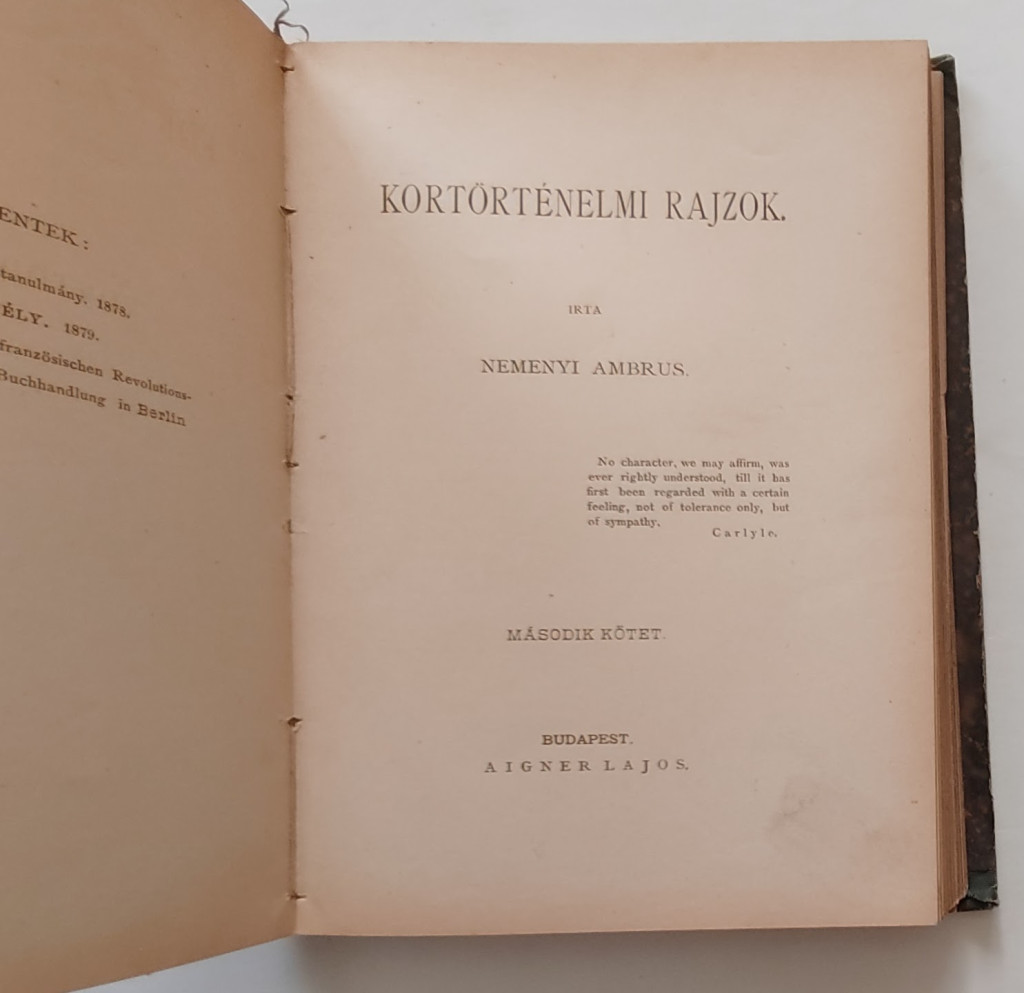 ENTEK:
tanulmány. 1878.
ÉLY. 1879.
französischen Revolutions-
Buchhandlung in Berlin
KORTÖRTÉNELMI RAJZOK.
IRTA
NEMENYI AMBRUS.
No character, we may affirm, was
ever rightly understood, till it has
first been regarded with a certain
feeling, not of tolerance only, but
of sympathy.
Carlyle.
MÁSODIK KÖTET.
BUDAPEST.
AIGNER LAJOS.